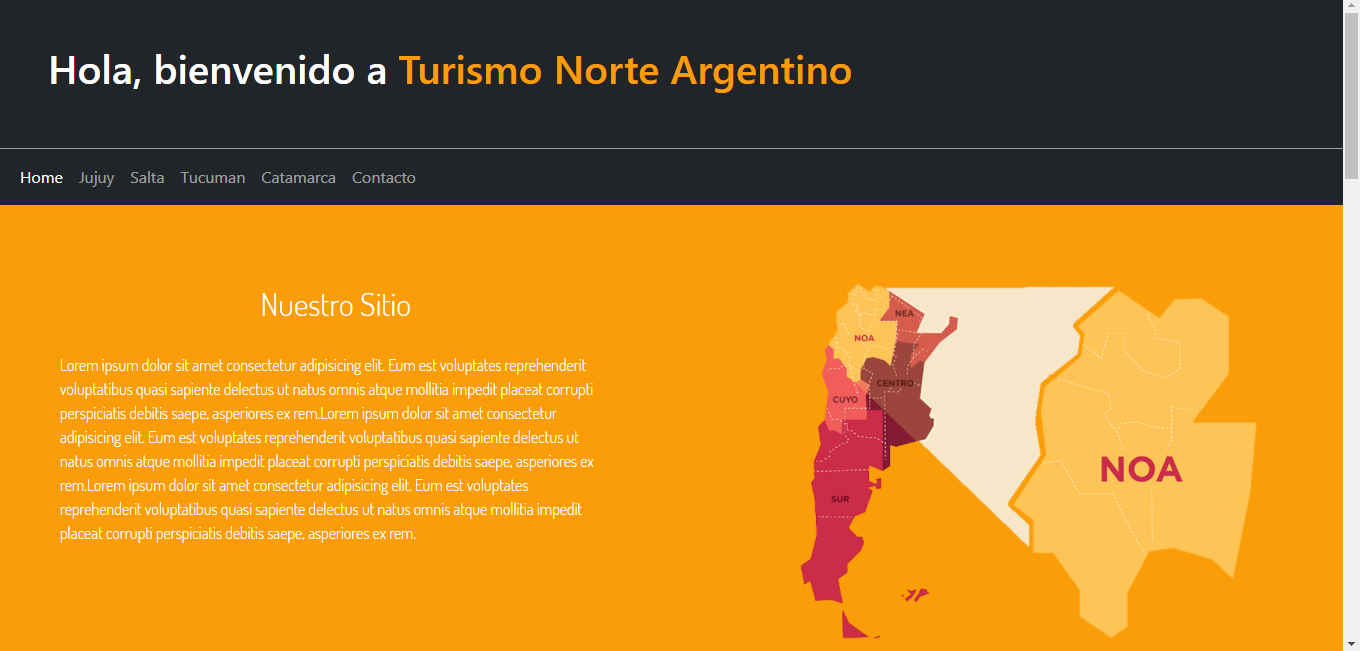 Hola, bienvenido a Turismo Norte Argentino
Home Jujuy Salta Tucuman Catamarca Contacto
Nuestro Sitio
Lorem ipsum dolor sit amet consectetur adipisicing elit. Eum est voluptates reprehenderit
voluptatibus quasi sapiente delectus ut natus omnis atque mollitia impedit placeat corrupti
perspiciatis debitis saepe, asperiores ex rem.Lorem ipsum dolor sit amet consectetur
adipisicing elit. Eum est voluptates reprehenderit voluptatibus quasi sapiente delectus ut
natus omnis atque mollitia impedit placeat corrupti perspiciatis debitis saepe, asperiores ex
rem.Lorem ipsum dolor sit amet consectetur adipisicing elit. Eum est voluptates
reprehenderit voluptatibus quasi sapiente delectus ut natus omnis atque mollitia impedit
placeat corrupti perspiciatis debitis saepe, asperiores ex rem.
NEA
NOA
CENTRO
CUYO
SUR
NOA